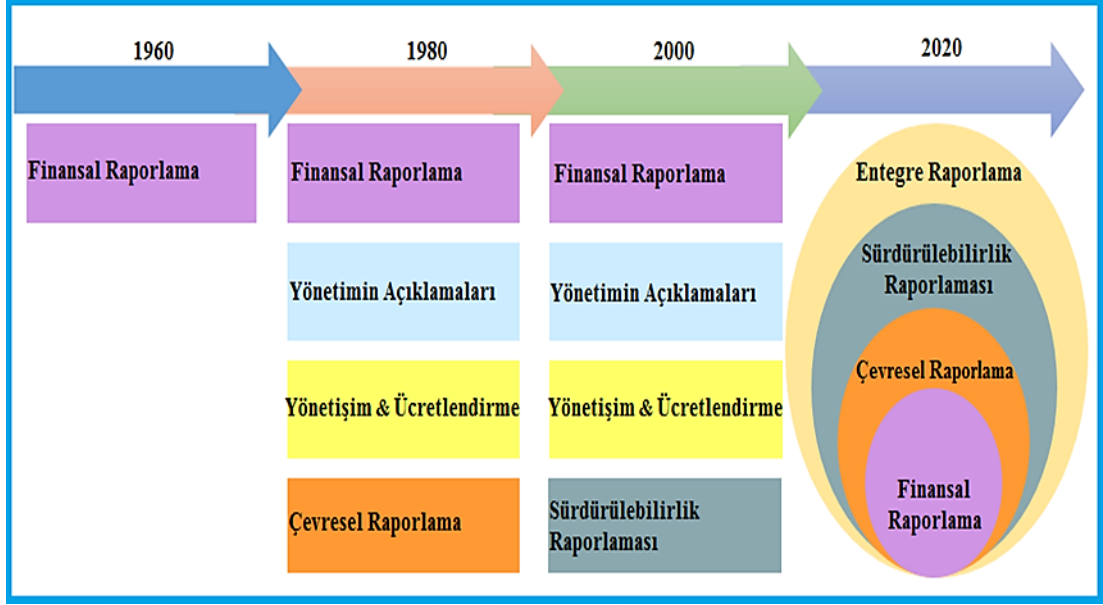 1960
1980
2000
2020
Finansal Raporlama
Finansal Raporlama
Finansal Raporlama
Yönetimin Açıklamaları
Yönetimin Açıklamaları
Yönetişim & Ücretlendirme
Yönetişim & Ücretlendirme
Çevresel Raporlama
Sürdürülebilirlik
Raporlaması
Entegre Raporlama
Sürdürülebilirlik
Raporlaması
Çevresel Raporlama
Finansal
Raporlama